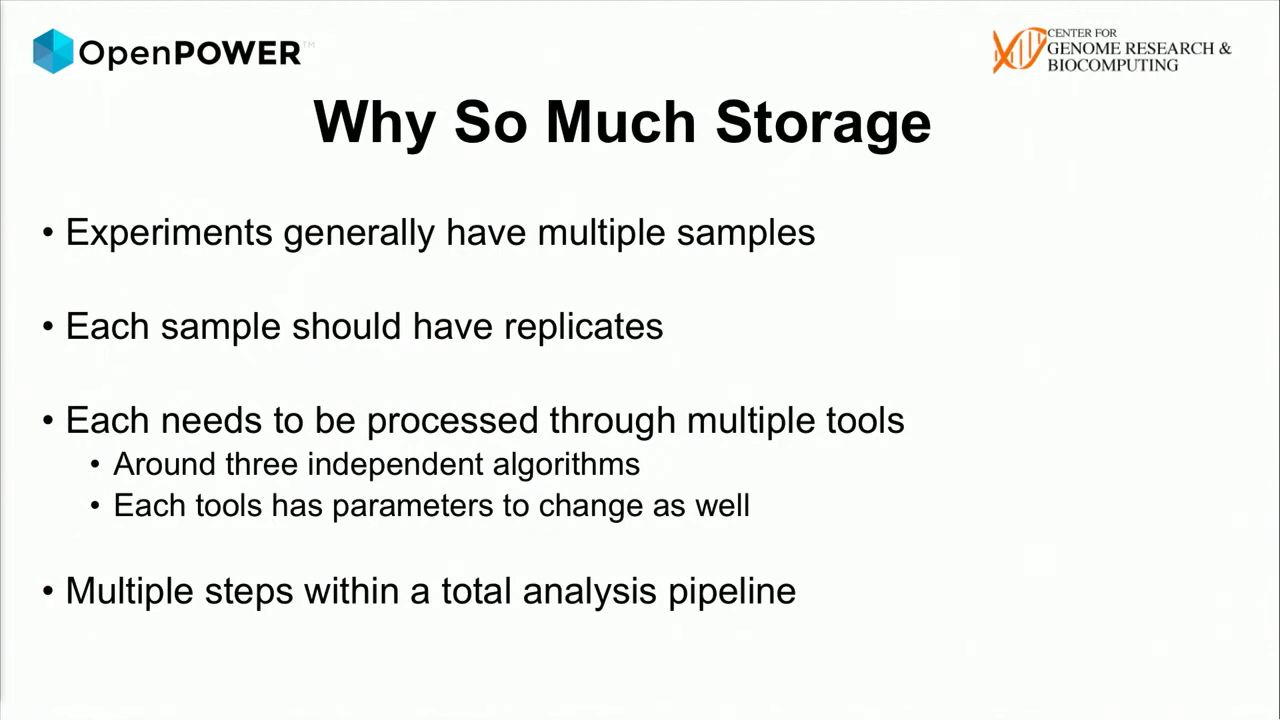 OpenPOWER™
CENTER FOR
GENOME RESEARCH &
BIOCOMPUTING
Why So Much Storage
• Experiments generally have multiple samples
• Each sample should have replicates
• Each needs to be processed through multiple tools
• Around three independent algorithms
• Each tools has parameters to change as well
• Multiple steps within a total analysis pipeline